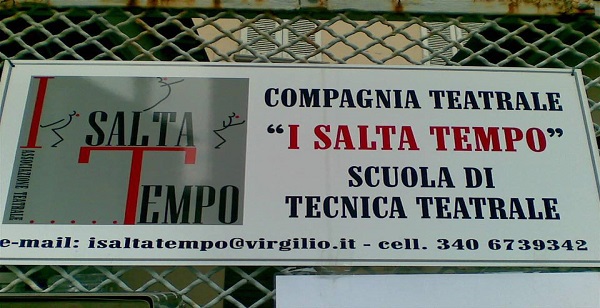 I SALTA TEMPO
ASSOCIAZIONE TEATRALE
COMPAGNIA TEATRALE
“I SALTA TEMPO”
SCUOLA DI
TECNICA TEATRALE
e-mail: isaltatempo@virgilio.it - cell. 340 6739342